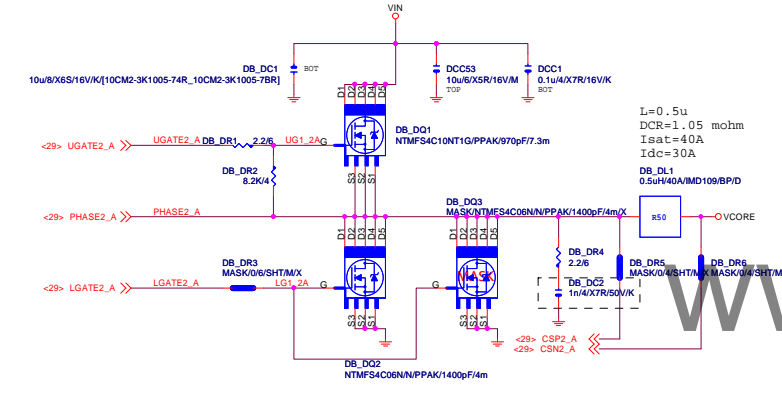 VIN
DB_DC1
BOT
10u/8/X6S/16V/K/[10CM2-3K1005-74R_10CM2-3K1005-7BR]
DCC53
10u/6/X5R/16V/M
TOP
DCC1
0.1u/4/X7R/16V/K
BOT
D1 D2 D3 D4 D5
L=0.5u
DCR=1.05 mohm
Isat=40A
Idc=30A
DB_DQ1
NTMFS4C10NT1G/PPAK/970pF/7.3m
<29> UGATE2_A
UGATE2_A
DB_DR1
2.2/6
UG1_2A
G
S3 S2 S1
DB_DR2
8.2K/4
DB_DL1
0.5uH/40A/IMD109/BP/D
DB_DQ3
MASK/NTMFS4C06N/N/PPAK/1400pF/4m/X
<29> PHASE2_A
PHASE2_A
R50
VCORE
D1 D2 D3 D4 D5
D1 D2 D3 D4 D5
DB_DR4
2.2/6
DB_DR3
MASK/0/6/SHT/M/X
DB_DR5
MASK/0/4/SHT/M/X
DB_DR6
MASK/0/4/SHT/M
<29> LGATE2_A
LGATE2_A
LG1_2A
G
G
MASK
DB_DC2
1n/4/X7R/50V/K
S3 S2 S1
S3 S2 S1
<29> CSP2_A
<29> CSN2_A
DB_DQ2
NTMFS4C06N/N/PPAK/1400pF/4m